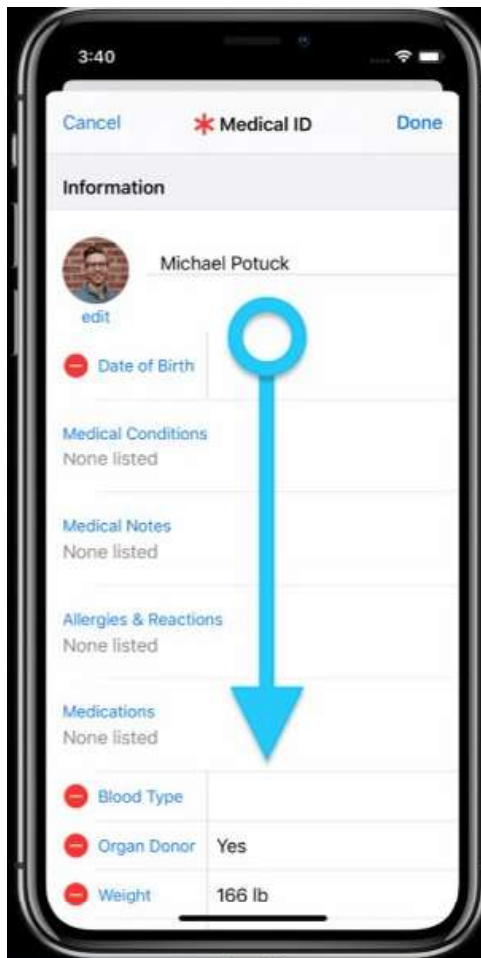 3:40
Cancel
Medical ID
Done
Information
Michael Potuck
edit
Date of Birth
Medical Conditions
None listed
Medical Notes
None listed
Allergies & Reactions
None listed
Medications
None listed
Blood Type
Organ Donor Yes
Weight 166 lb